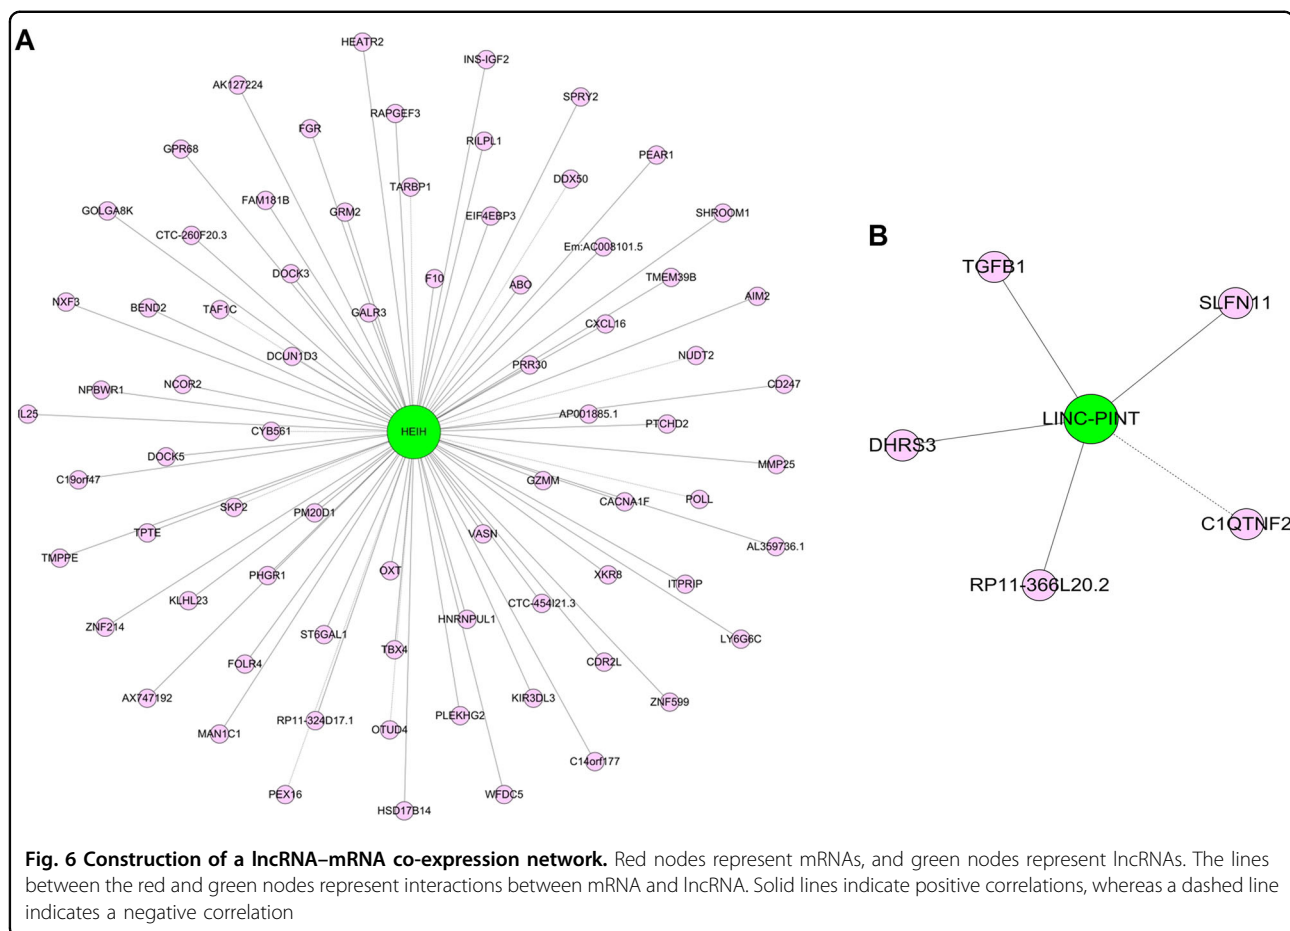 A
HEATR2
INS-IGF2
AK127224
SPRY2
RAPGEF3
FGR
RILPL1
GPR68
PEAR1
DDX50
TARBP1
FAM181B
GRM2
EIF4EBP3
SHROOM1
GOLGA8K
CTC-260F20.3
Em:AC008101.5
DOCK3
F10
ABO
TMEM39B
NXF3
BEND2
TAF1C
GALR3
AIM2
CXCL16
DCUN1D3
PRR30
NUDT2
NPBWR1
NCOR2
CD247
IL25
AP001885.1
PTCHD2
CYB561
HEIH
DOCK5
MMP25
C19orf47
GZMM
CACNA1F
POLL
SKP2
PM20D1
TPTE
VASN
AL359736.1
TMPPE
PHGR1
OXT
XKR8
ITPRIP
KLHL23
CTC-454I21.3
ZNF214
HNRNPUL1
ST6GAL1
LY6G6C
TBX4
FOLR4
CDR2L
AX747192
KIR3DL3
ZNF599
MAN1C1
RP11-324D17.1
OTUD4
PLEKHG2
C14orf177
PEX16
HSD17B14
WFDC5
B
TGFB1
SLFN11
LINC-PINT
DHRS3
C1QTNF2
RP11-366L20.2
Fig. 6 Construction of a lncRNA–mRNA co-expression network. Red nodes represent mRNAs, and green nodes represent lncRNAs. The lines
between the red and green nodes represent interactions between mRNA and lncRNA. Solid lines indicate positive correlations, whereas a dashed line
indicates a negative correlation